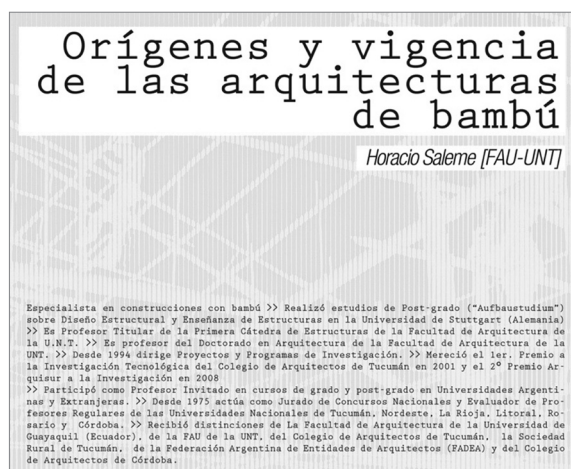 Orígenes y vigencia
de las arquitecturas
de bambú
Horacio Saleme [FAU-UNT]
Especialista en construcciones con bambú >> Realizó estudios de Post-grado ("Aufbaustudium")
sobre Diseño Estructural y Enseñanza de Estructuras en la Universidad de Stuttgart (Alemania)
>> Es Profesor Titular de la Primera Cátedra de Estructuras de la Facultad de Arquitectura de
la U.N.T. >> Es profesor del Doctorado en Arquitectura de la Facultad de Arquitectura de la
UNT. >> Desde 1994 dirige Proyectos y Programas de Investigación. >> Mereció el 1er. Premio a
la Investigación Tecnológica del Colegio de Arquitectos de Tucumán en 2001 y el 2º Premio Ar-
quisur a la Investigación en 2008
>> Participó como Profesor Invitado en cursos de grado y post-grado en Universidades Argenti-
nas y Extranjeras. >> Desde 1975 actúa como Jurado de Concursos Nacionales y Evaluador de Pro-
fesores Regulares de las Universidades Nacionales de Tucumán, Nordeste, La Rioja, Litoral, Ro-
sario y Córdoba. >> Recibió distinciones de La Facultad de Arquitectura de la Universidad de
Guayaquil (Ecuador), de la FAU de la UNT, del Colegio de Arquitectos de Tucumán, la Sociedad
Rural de Tucumán, de la Federación Argentina de Entidades de Arquitectos (FADEA) y del Colegio
de Arquitectos de Córdoba.